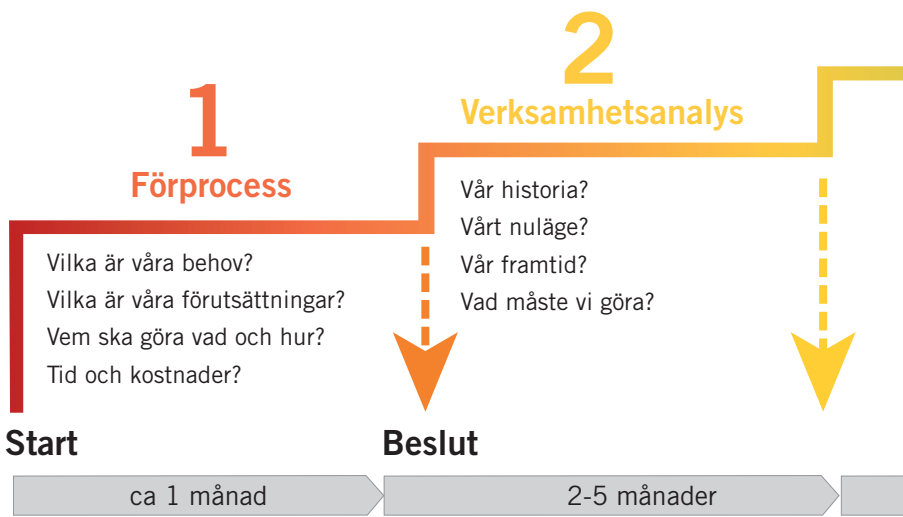 1
Förprocess
Vilka är våra behov?
Vilka är våra förutsättningar?
Vem ska göra vad och hur?
Tid och kostnader?
2
Verksamhetsanalys
Vår historia?
Vårt nuläge?
Vår framtid?
Vad måste vi göra?
Start
Beslut
ca 1 månad
2-5 månader